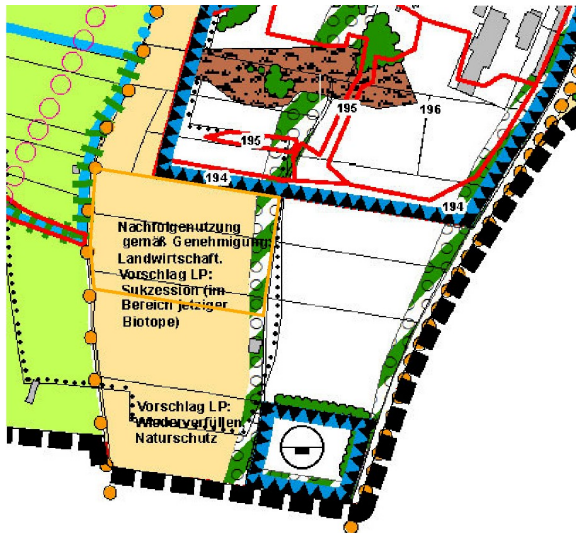 195
196
195
194
194
Nachfolgenutzung
gemäß Genehmigung:
Landwirtschaft.
Vorschlag LP:
Sukzession (im
Bereich jetziger
Biotope)
Vorschlag LP:
Wiederverfüllen
Naturschutz